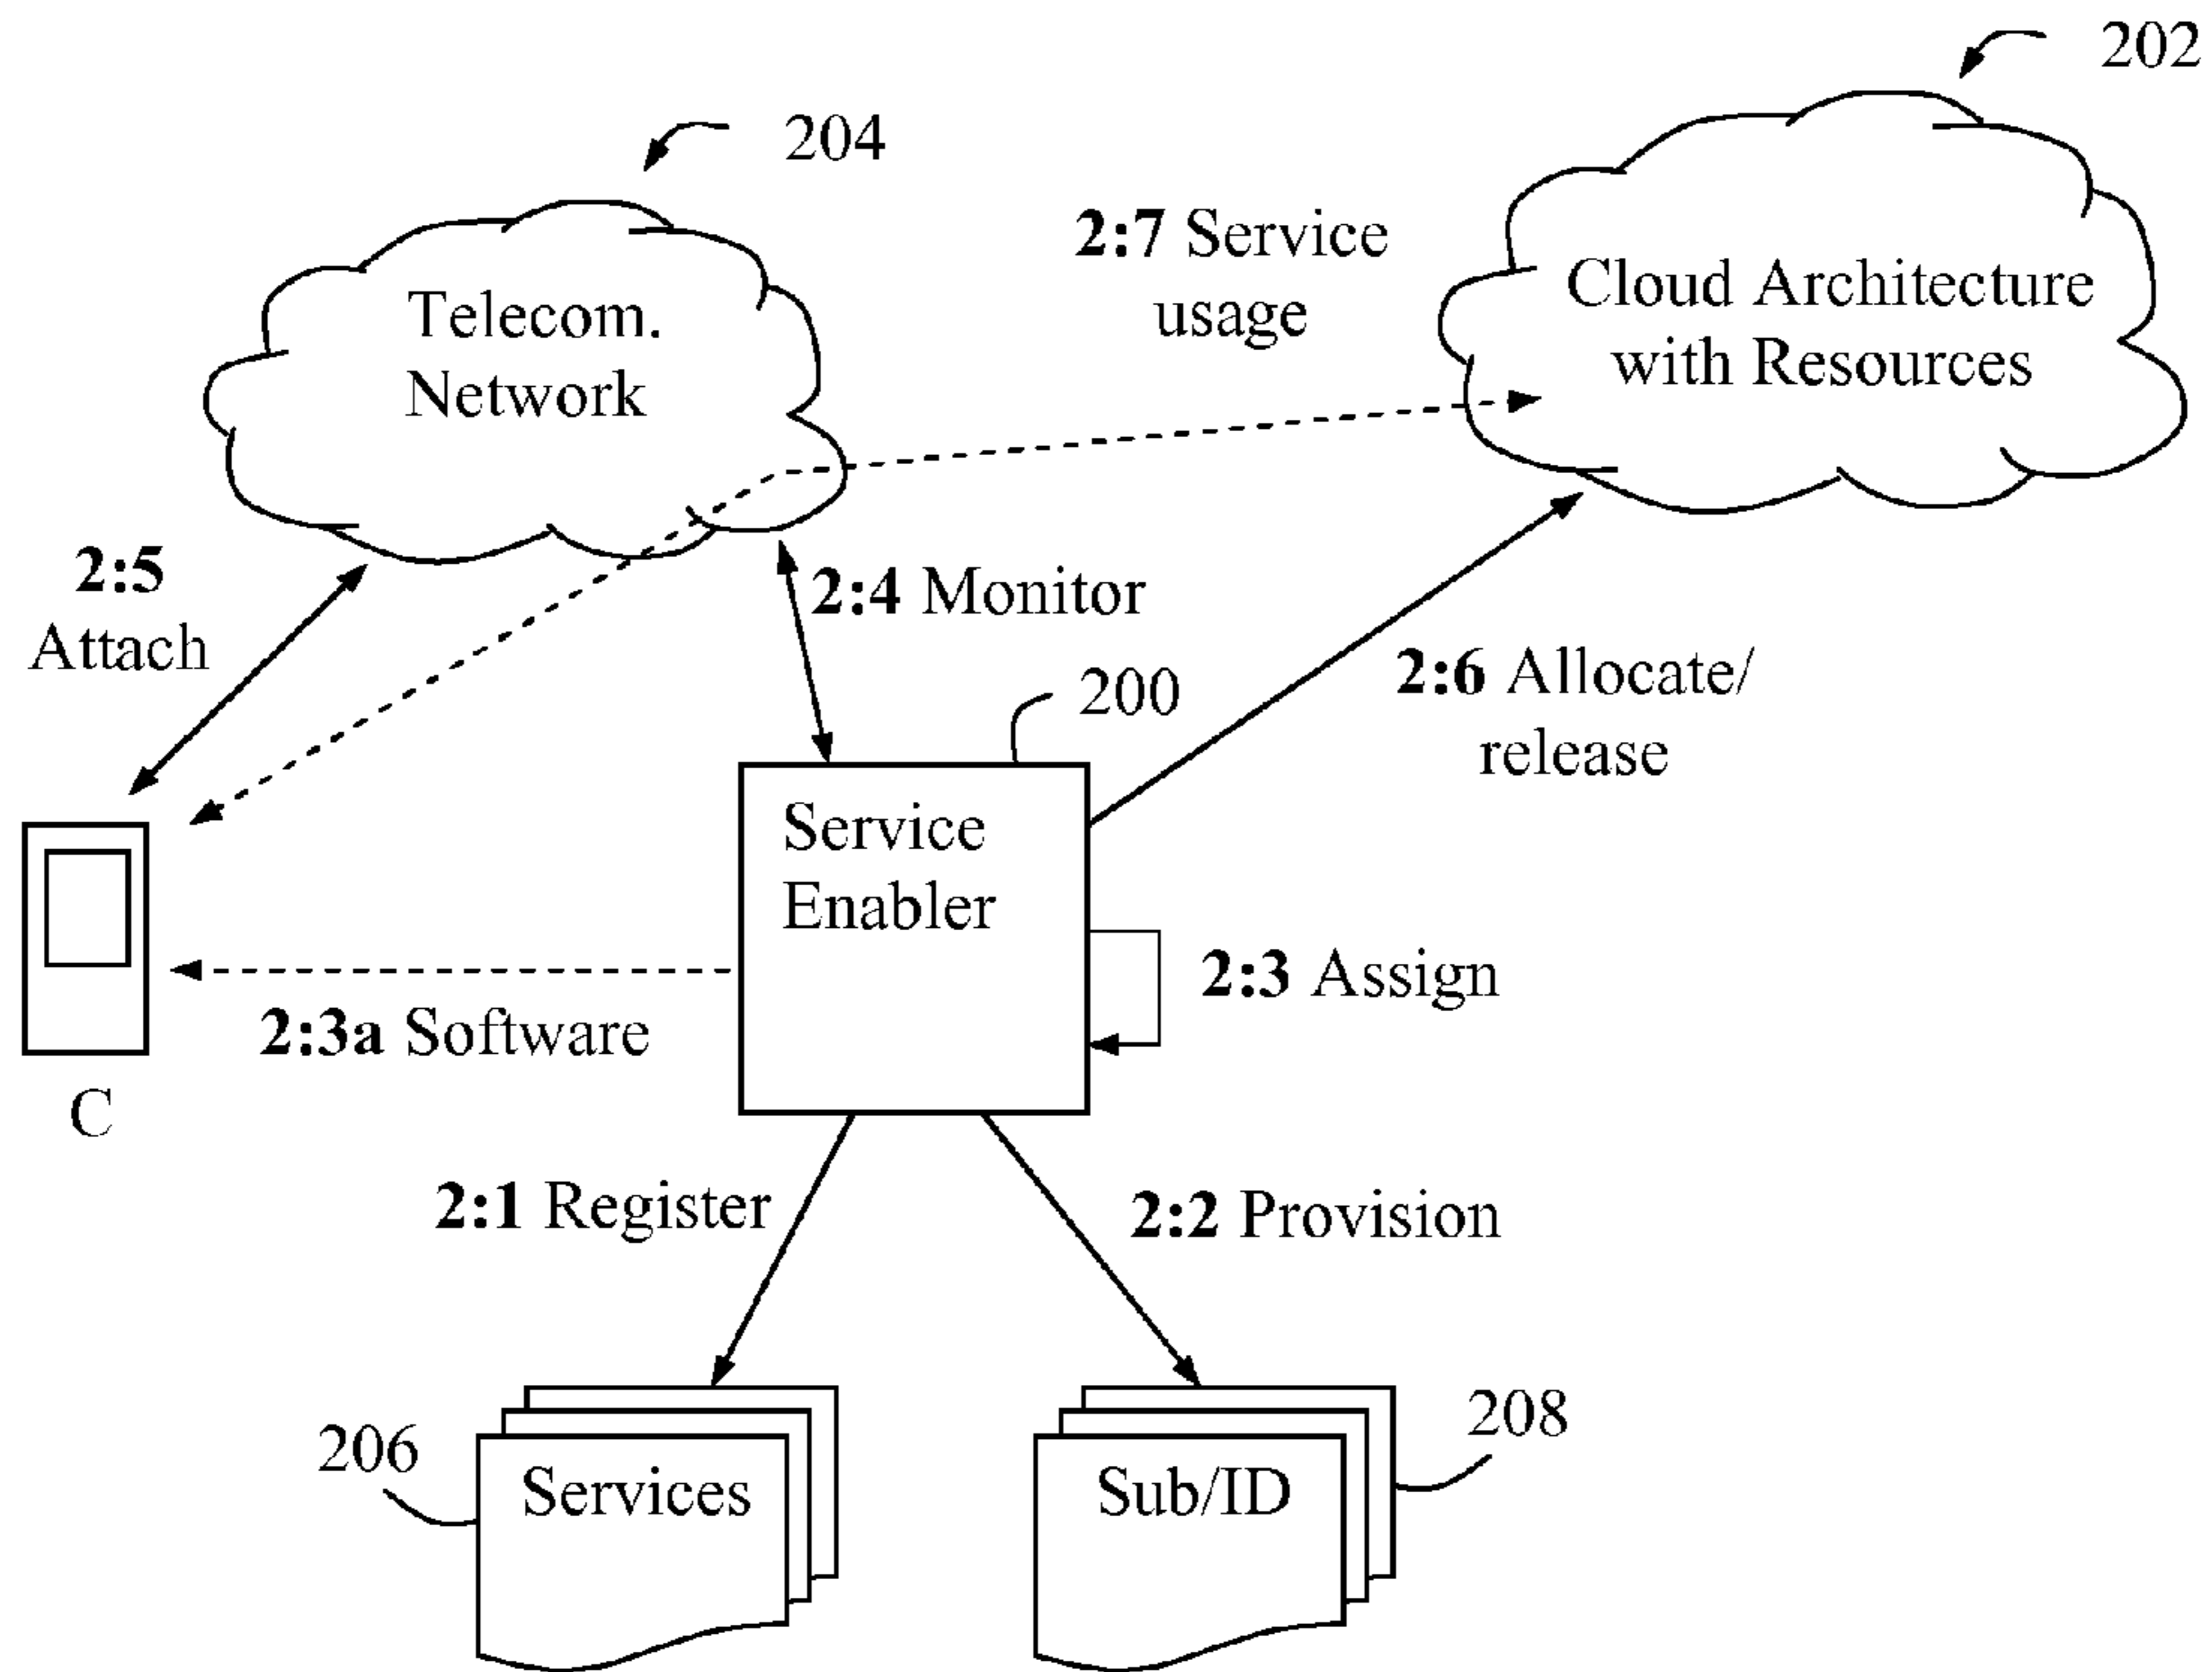 202
204
2:7 Service
usage
Cloud Architecture
with Resources
Telecom.
Network
2:5
Attach
2:4 Monitor
200
2:6 Allocate/
release
Service
Enabler
2:3 Assign
2:3a Software
C
2:1 Register
2:2 Provision
206
208
Services
Sub/ID